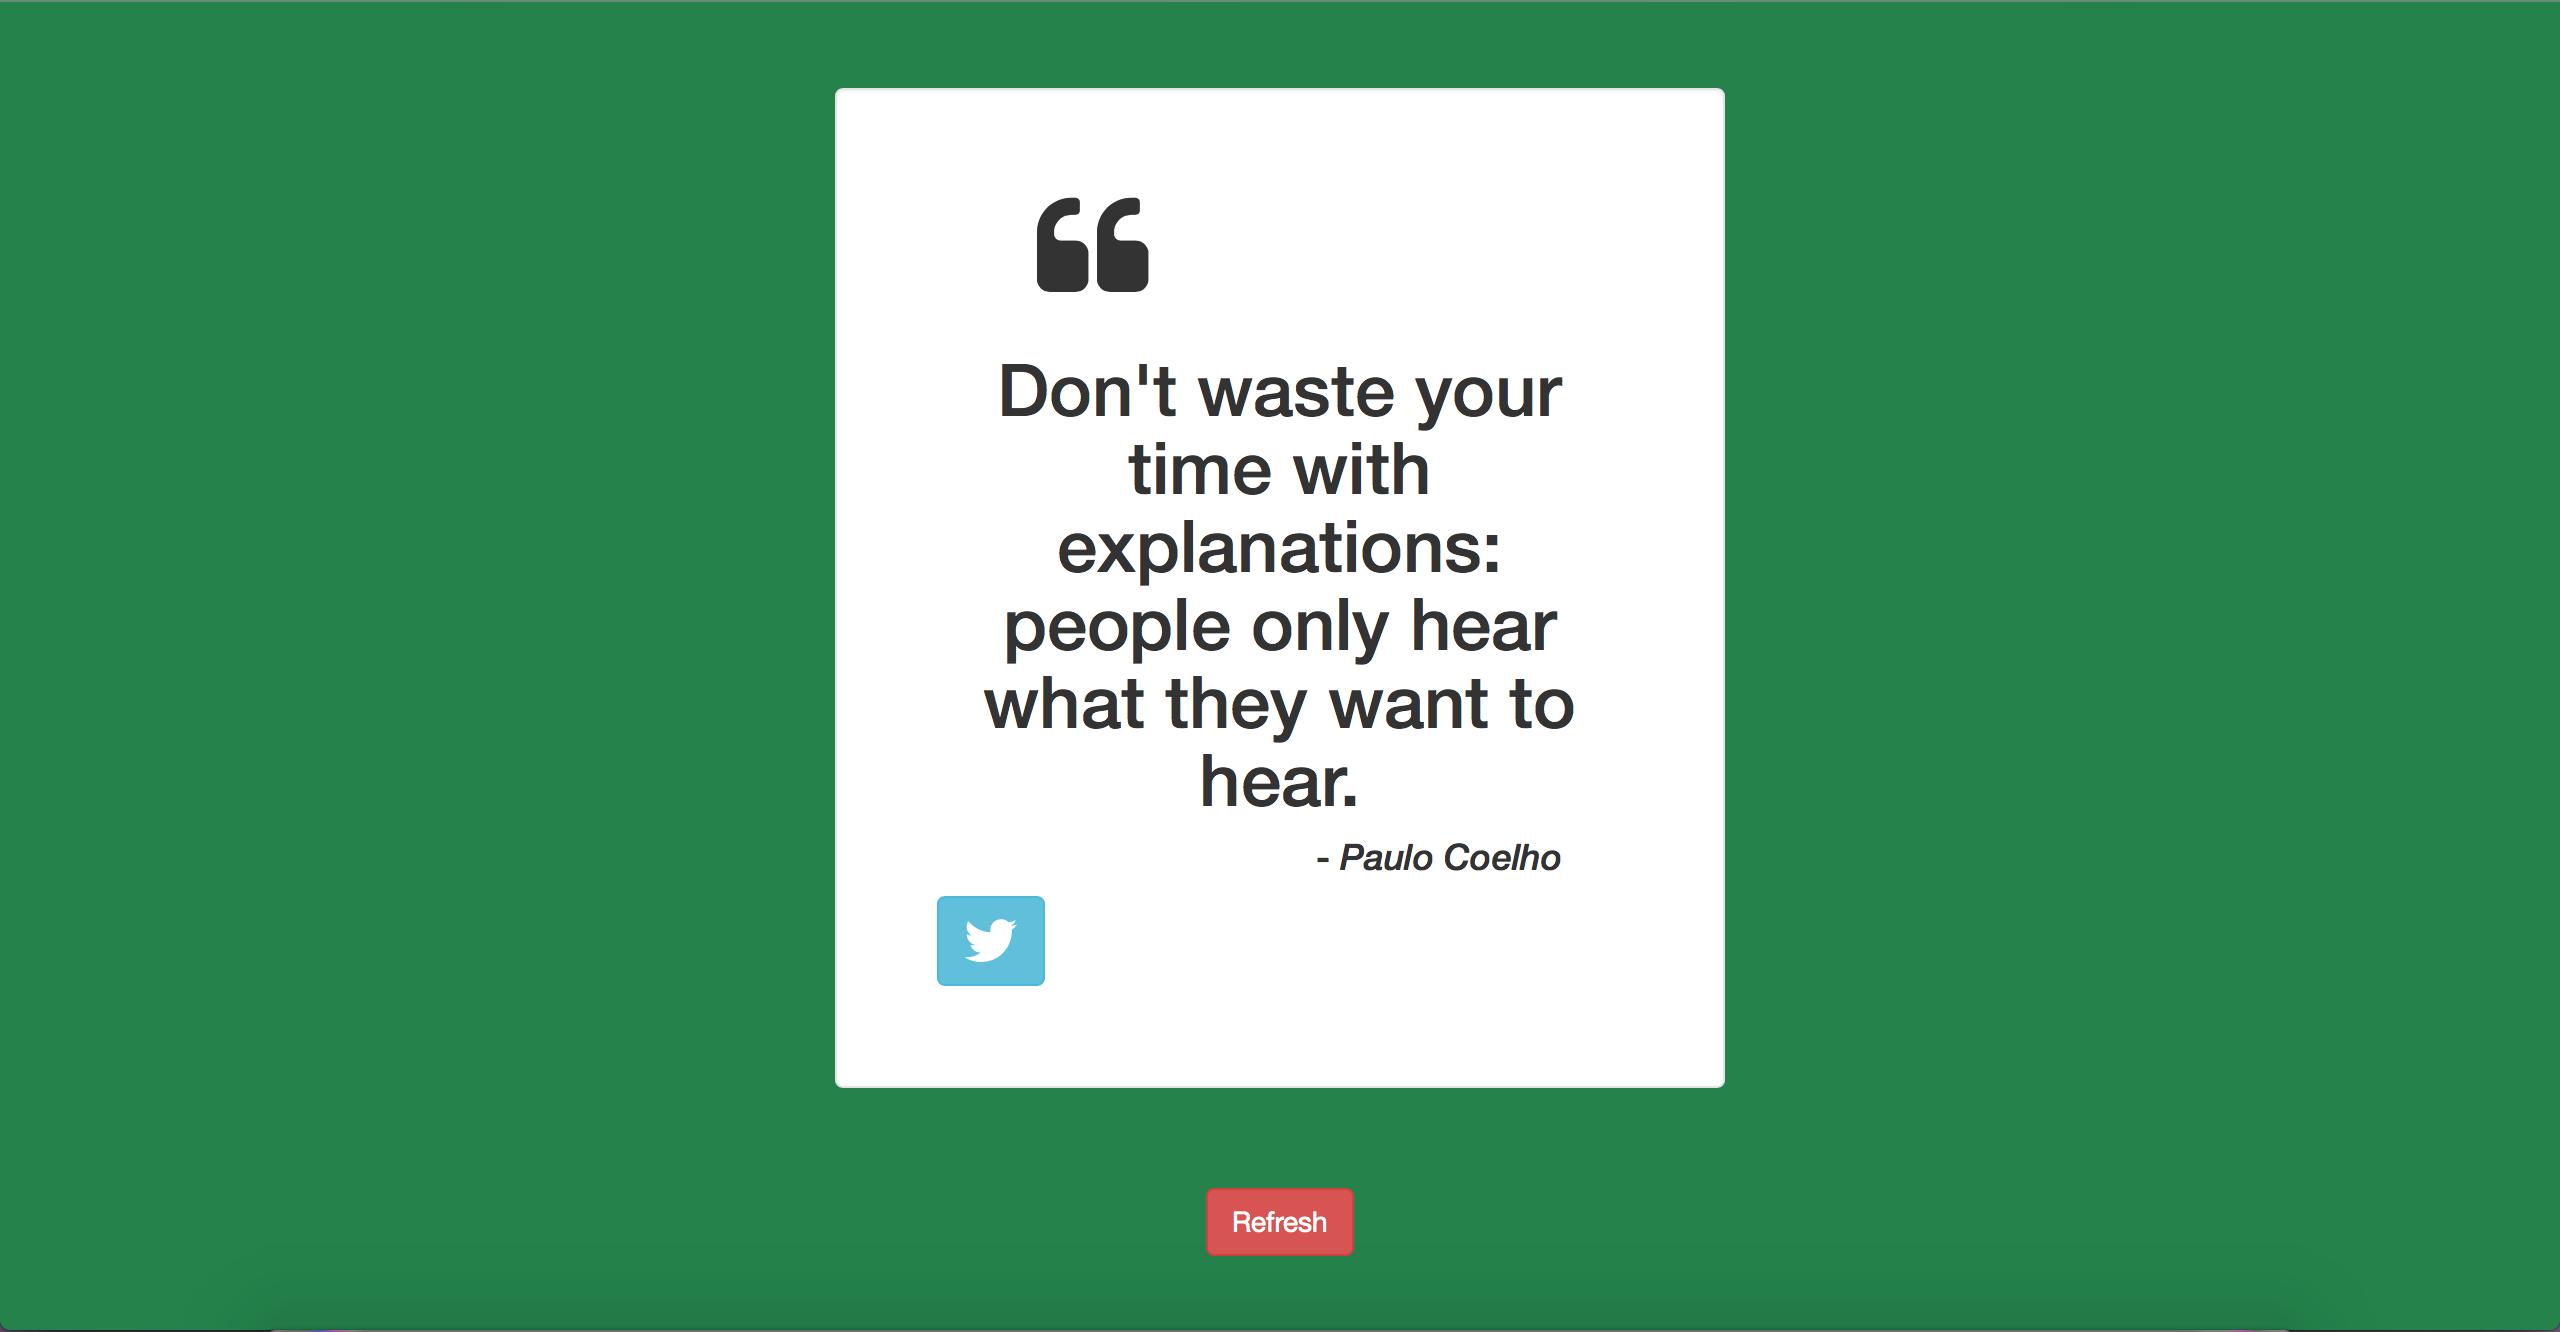 Don't waste your
time with
explanations:
people only hear
what they want to
hear.
- Paulo Coelho
Refresh